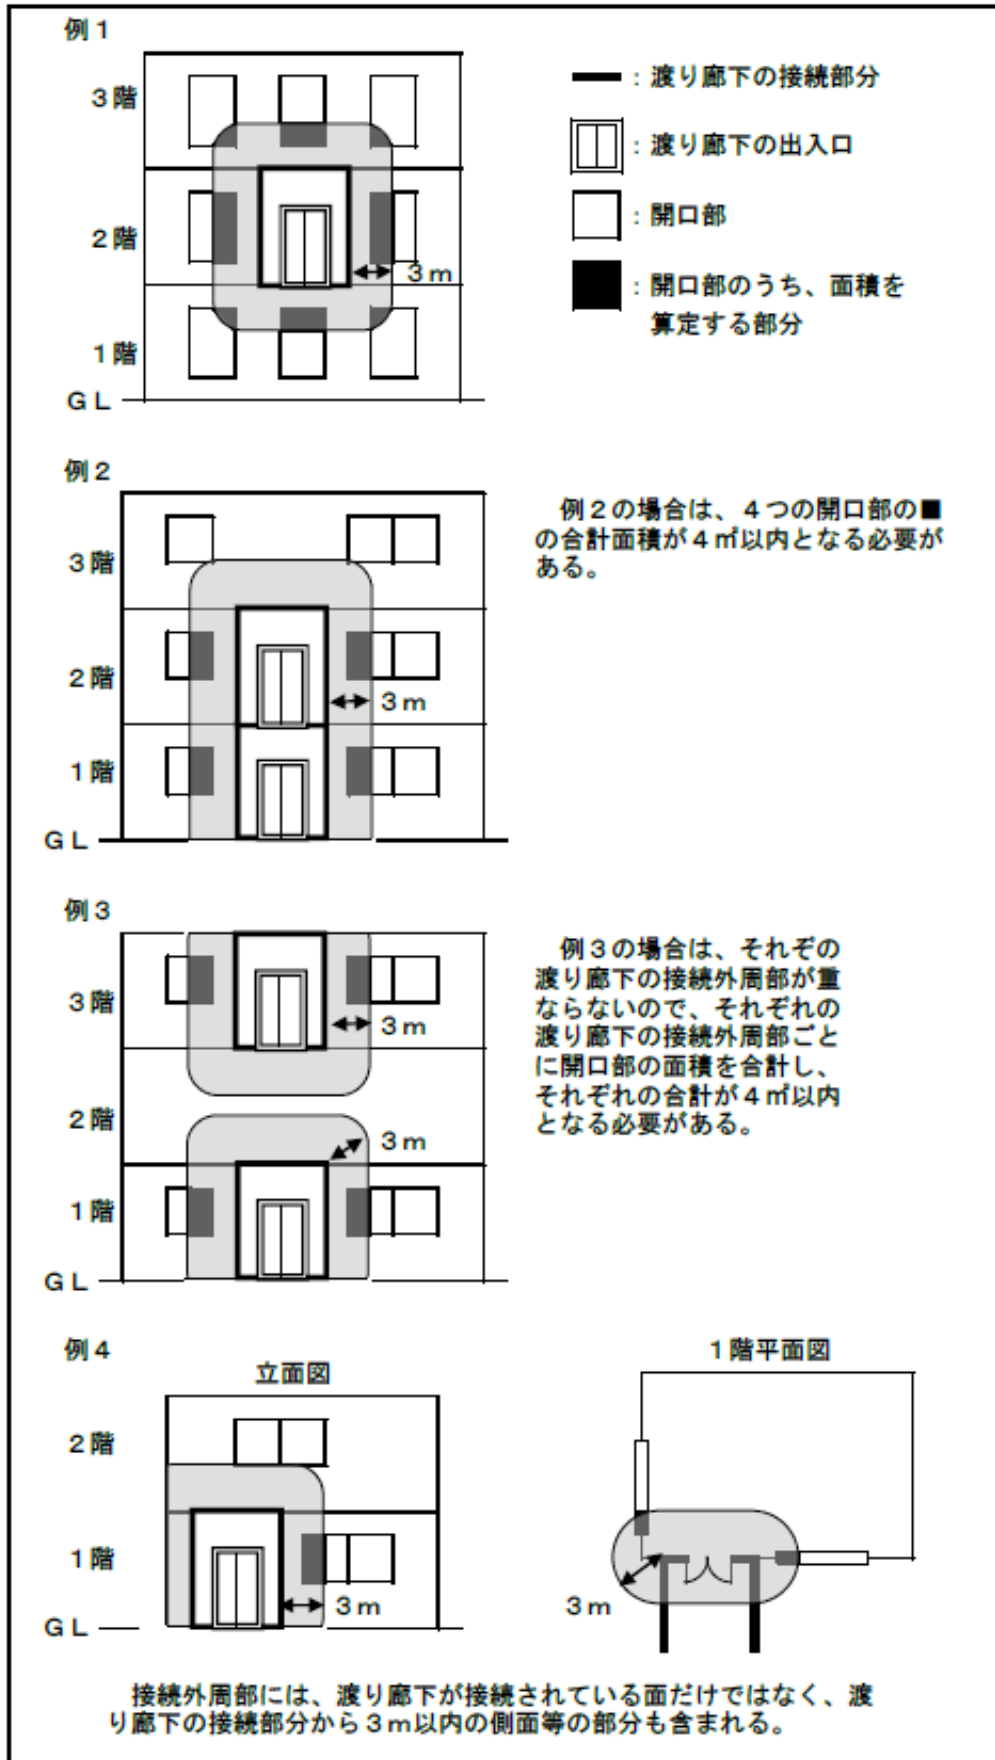 例1
3階
2階
3m
1階
GL
：渡り廊下の接続部分
：渡り廊下の出入口
：開口部
：開口部のうち、面積を
算定する部分
例2
3階
2階
3m
1階
GL
例2の場合は、4つの開口部の■
の合計面積が4㎡以内となる必要が
ある。
例3
3階
3m
2階
3m
1階
GL
例3の場合は、それぞの
渡り廊下の接続外周部が重
ならないので、それぞれの
渡り廊下の接続外周部ごと
に開口部の面積を合計し、
それぞれの合計が4㎡以内
となる必要がある。
例4
立面図
2階
1階
3m
GL
1階平面図
3m
接続外周部には、渡り廊下が接続されている面だけではなく、渡
り廊下の接続部分から3m以内の側面等の部分も含まれる。